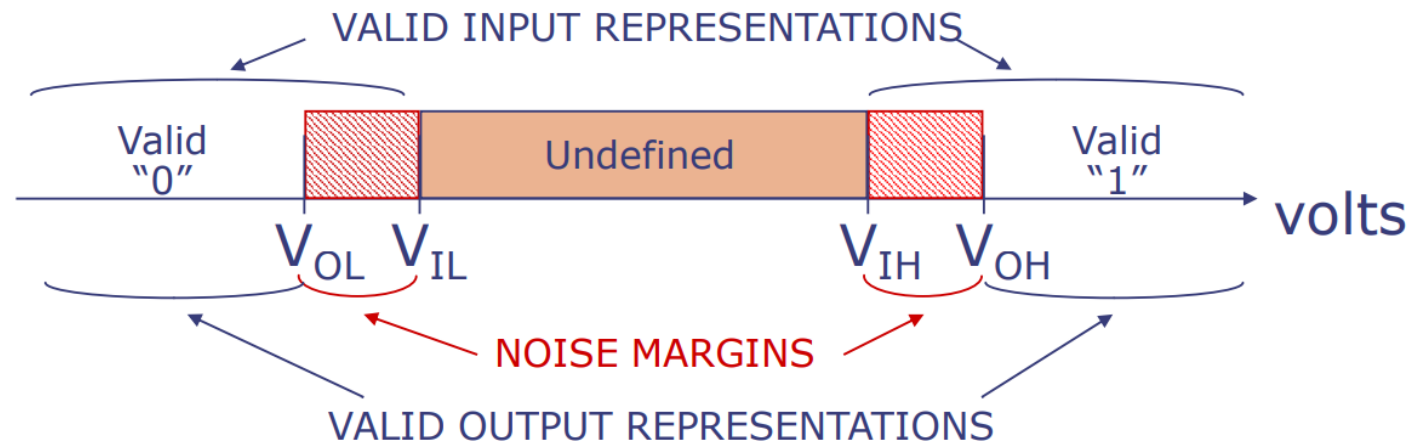 VALID INPUT REPRESENTATIONS
Valid
“0”
Undefined
Valid
“1”
volts
VOL
VIL
VIH
VOH
NOISE MARGINS
VALID OUTPUT REPRESENTATIONS